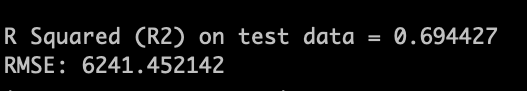 R Squared (R2) on test data = 0.694427
RMSE: 6241.452142